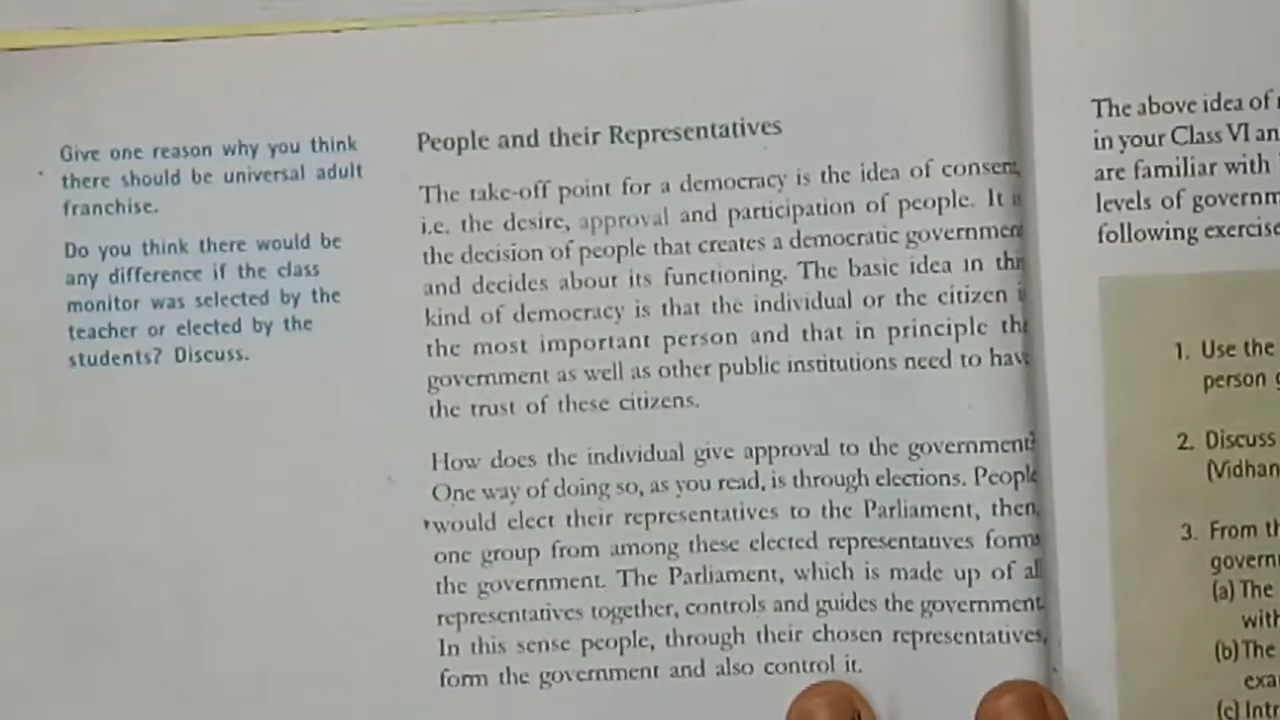 Give one reason why you think
there should be universal adult
franchise.
Do you think there would be
any difference if the class
monitor was selected by the
teacher or elected by the
students? Discuss.
People and their Representatives
The take-off point for a democracy is the idea of consent,
i.e. the desire, approval and participation of people. It is
the decision of people that creates a democratic government
and decides about its functioning. The basic idea in this
kind of democracy is that the individual or the citizen is
the most important person and that in principle the
government as well as other public institutions need to have
the trust of these citizens.
How does the individual give approval to the government?
One way of doing so, as you read, is through elections. People
would elect their representatives to the Parliament, then,
one group from among these elected representatives forms
the government. The Parliament, which is made up of all
representatives together, controls and guides the government.
In this sense people, through their chosen representatives,
form the government and also control it.
The above idea of
in your Class VI an
are familiar with
levels of governm
following exercise
1. Use the
person
2. Discuss
(Vidhan
3. From th
governm
(a) The
with
(b) The
exa
(c) Intr